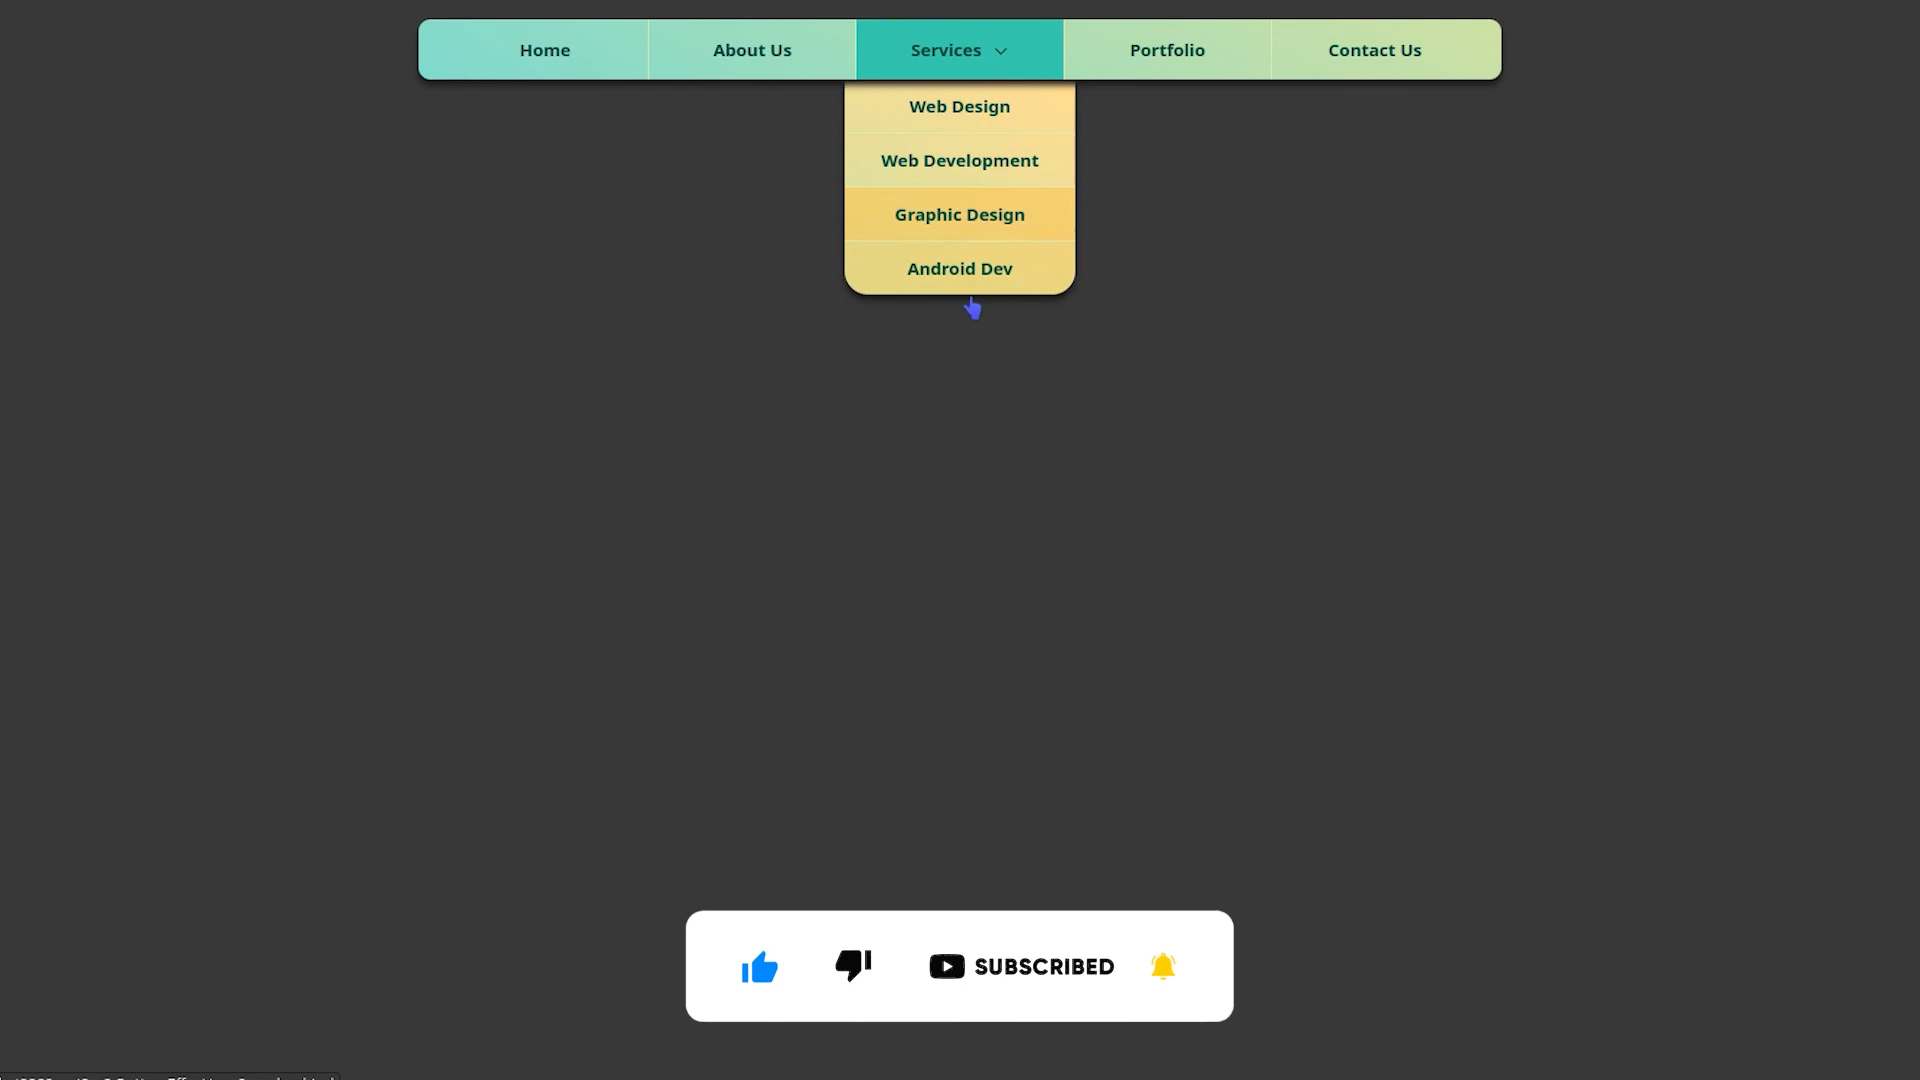 Home
About Us
Services
Portfolio
Contact Us
Web Design
Web Development
Graphic Design
Android Dev
SUBSCRIBED